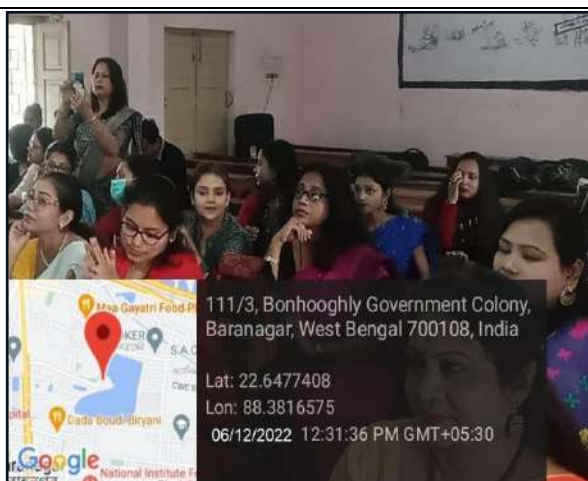 111/3, Bonhooghly Government Colony,
Baranagar, West Bengal 700108, India
Lat: 22.6477408
Lon: 88.3816575
06/12/2022 12:31:36 PM GMT+05:30
Maa Gayatri Food
Dada Boudi Biryani
Google
National Institute